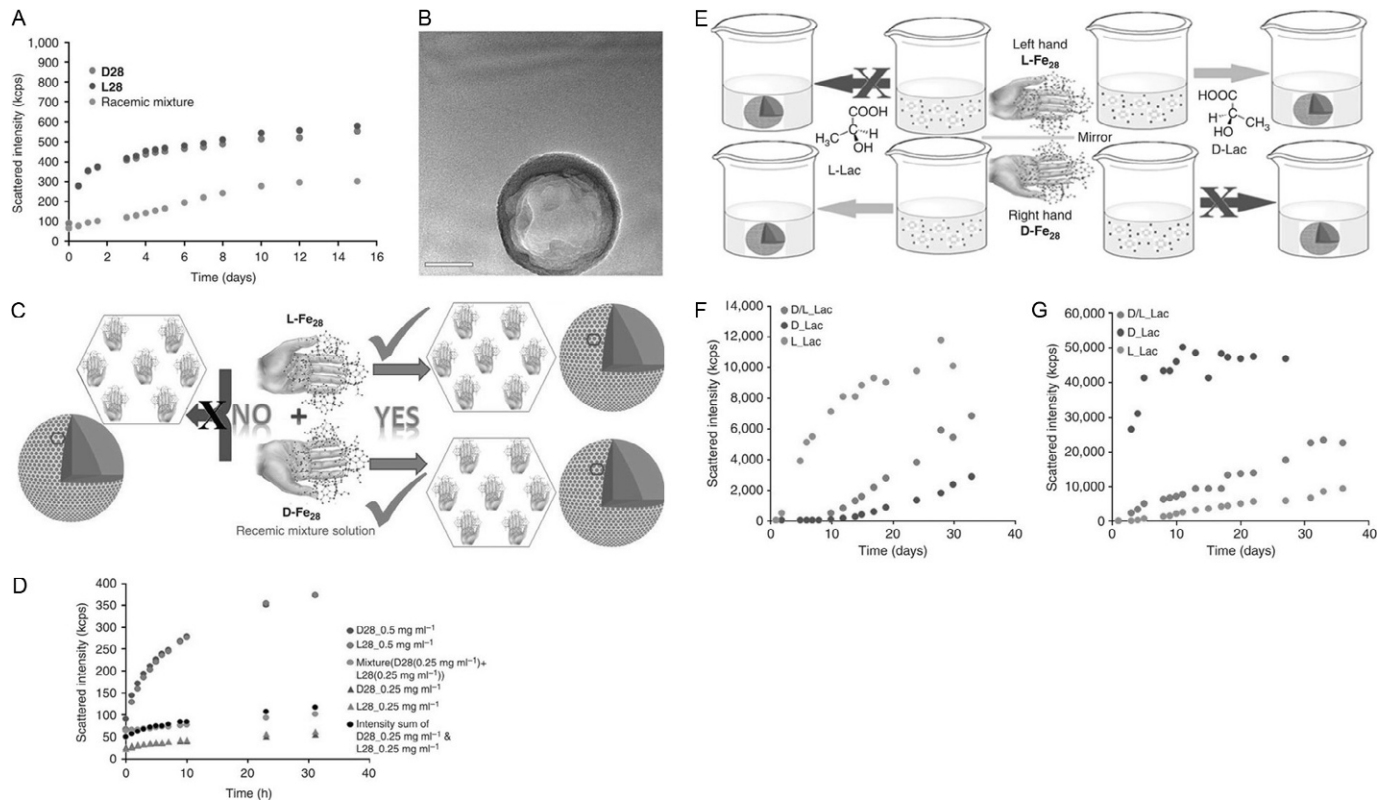 A
1,000
900
800
700
600
500
400
300
200
100
0
Scattered intensity (kcps)
D28
L28
Racemic mixture
0 2 4 6 8 10 12 14 16
Time (days)
B
C
L-Fe28
NO + YES
X
D-Fe28
Recemic mixture solution
D
400
350
300
250
200
150
100
50
0
Scattered intensity (kcps)
0 10 20 30 40
Time (h)
D28_0.5 mg ml−1
L28_0.5 mg ml−1
Mixture(D28(0.25 mg ml−1)+
L28(0.25 mg ml−1))
D28_0.25 mg ml−1
L28_0.25 mg ml−1
Intensity sum of
D28_0.25 mg ml−1 &
L28_0.25 mg ml−1
E
Left hand
L-Fe28
X
COOH
C
H3C
H
OH
L-Lac
Mirror
HOOC
C
H
CH3
HO
D-Lac
Right hand
D-Fe28
X
F
14,000
12,000
10,000
8,000
6,000
4,000
2,000
0
Scattered intensity (kcps)
D/L_Lac
D_Lac
L_Lac
0 10 20 30 40
Time (days)
G
60,000
50,000
40,000
30,000
20,000
10,000
0
Scattered intensity (kcps)
D/L_Lac
D_Lac
L_Lac
0 10 20 30 40
Time (days)